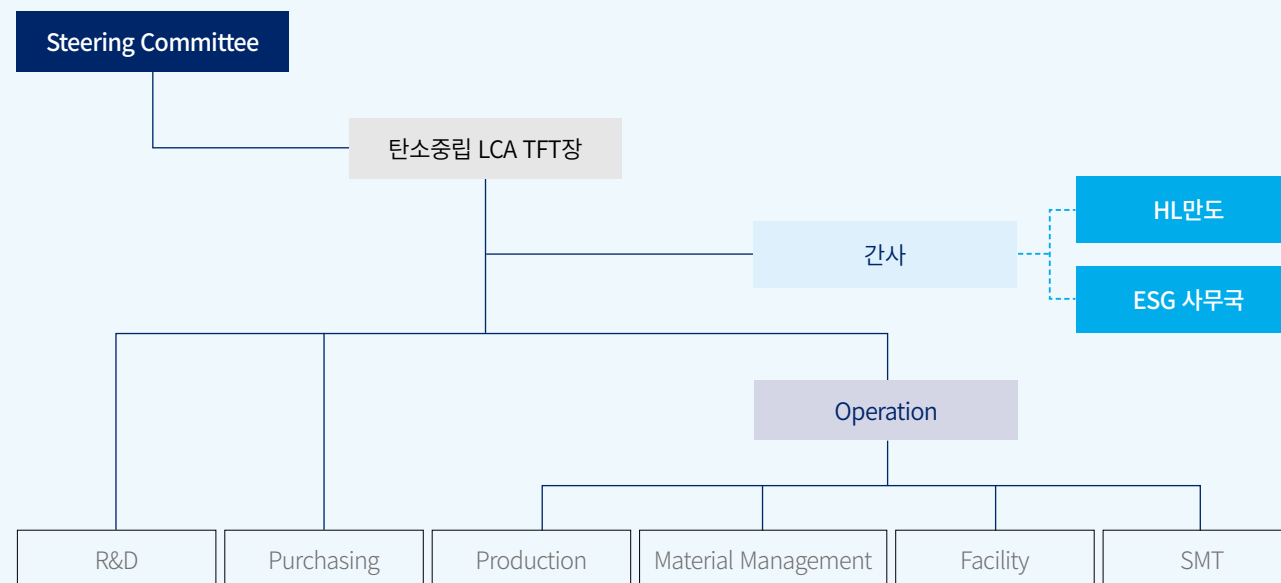 Steering Committee
탄소중립 LCA TFT장
HL만도
간사
ESG 사무국
Operation
R&D
Purchasing
Production
Material Management
Facility
SMT